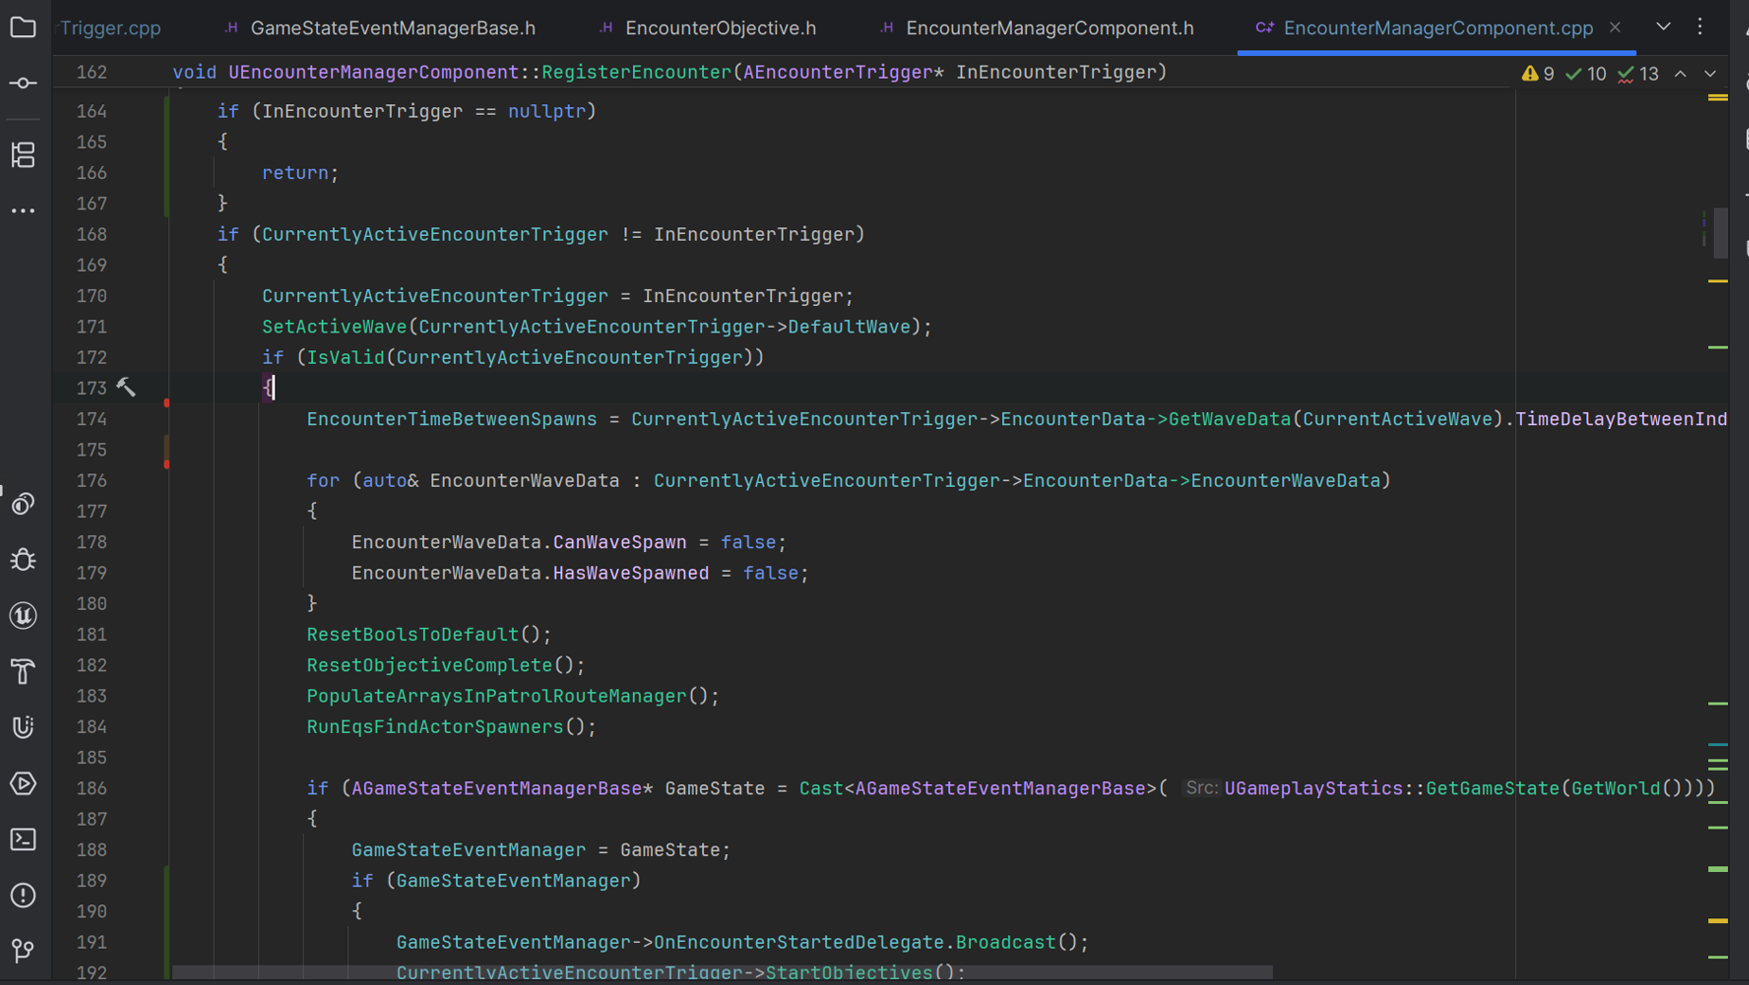 rTrigger.cpp
.H GameStateEventManagerBase.h
.H EncounterObjective.h
.H EncounterManagerComponent.h
C++ EncounterManagerComponent.cpp
162 void UEncounterManagerComponent::RegisterEncounter(AEncounterTrigger* InEncounterTrigger)
9 10 13
164 if (InEncounterTrigger == nullptr)
165 {
166 return;
167 }
168 if (CurrentlyActiveEncounterTrigger != InEncounterTrigger)
169 {
170 CurrentlyActiveEncounterTrigger = InEncounterTrigger;
171 SetActiveWave(CurrentlyActiveEncounterTrigger->DefaultWave);
172 if (IsValid(CurrentlyActiveEncounterTrigger))
173 {
174 EncounterTimeBetweenSpawns = CurrentlyActiveEncounterTrigger->EncounterData->GetWaveData(CurrentActiveWave).TimeDelayBetweenInd
175
176 for (auto& EncounterWaveData : CurrentlyActiveEncounterTrigger->EncounterData->EncounterWaveData)
177 {
178 EncounterWaveData.CanWaveSpawn = false;
179 EncounterWaveData.HasWaveSpawned = false;
180 }
181 ResetBoolsToDefault();
182 ResetObjectiveComplete();
183 PopulateArraysInPatrolRouteManager();
184 RunEqsFindActorSpawners();
185
186 if (AGameStateEventManagerBase* GameState = Cast<AGameStateEventManagerBase>( Src: UGameplayStatics::GetGameState(GetWorld())))
187 {
188 GameStateEventManager = GameState;
189 if (GameStateEventManager)
190 {
191 GameStateEventManager->OnEncounterStartedDelegate.Broadcast();
192 CurrentlyActiveEncounterTrigger->StartObjectives();